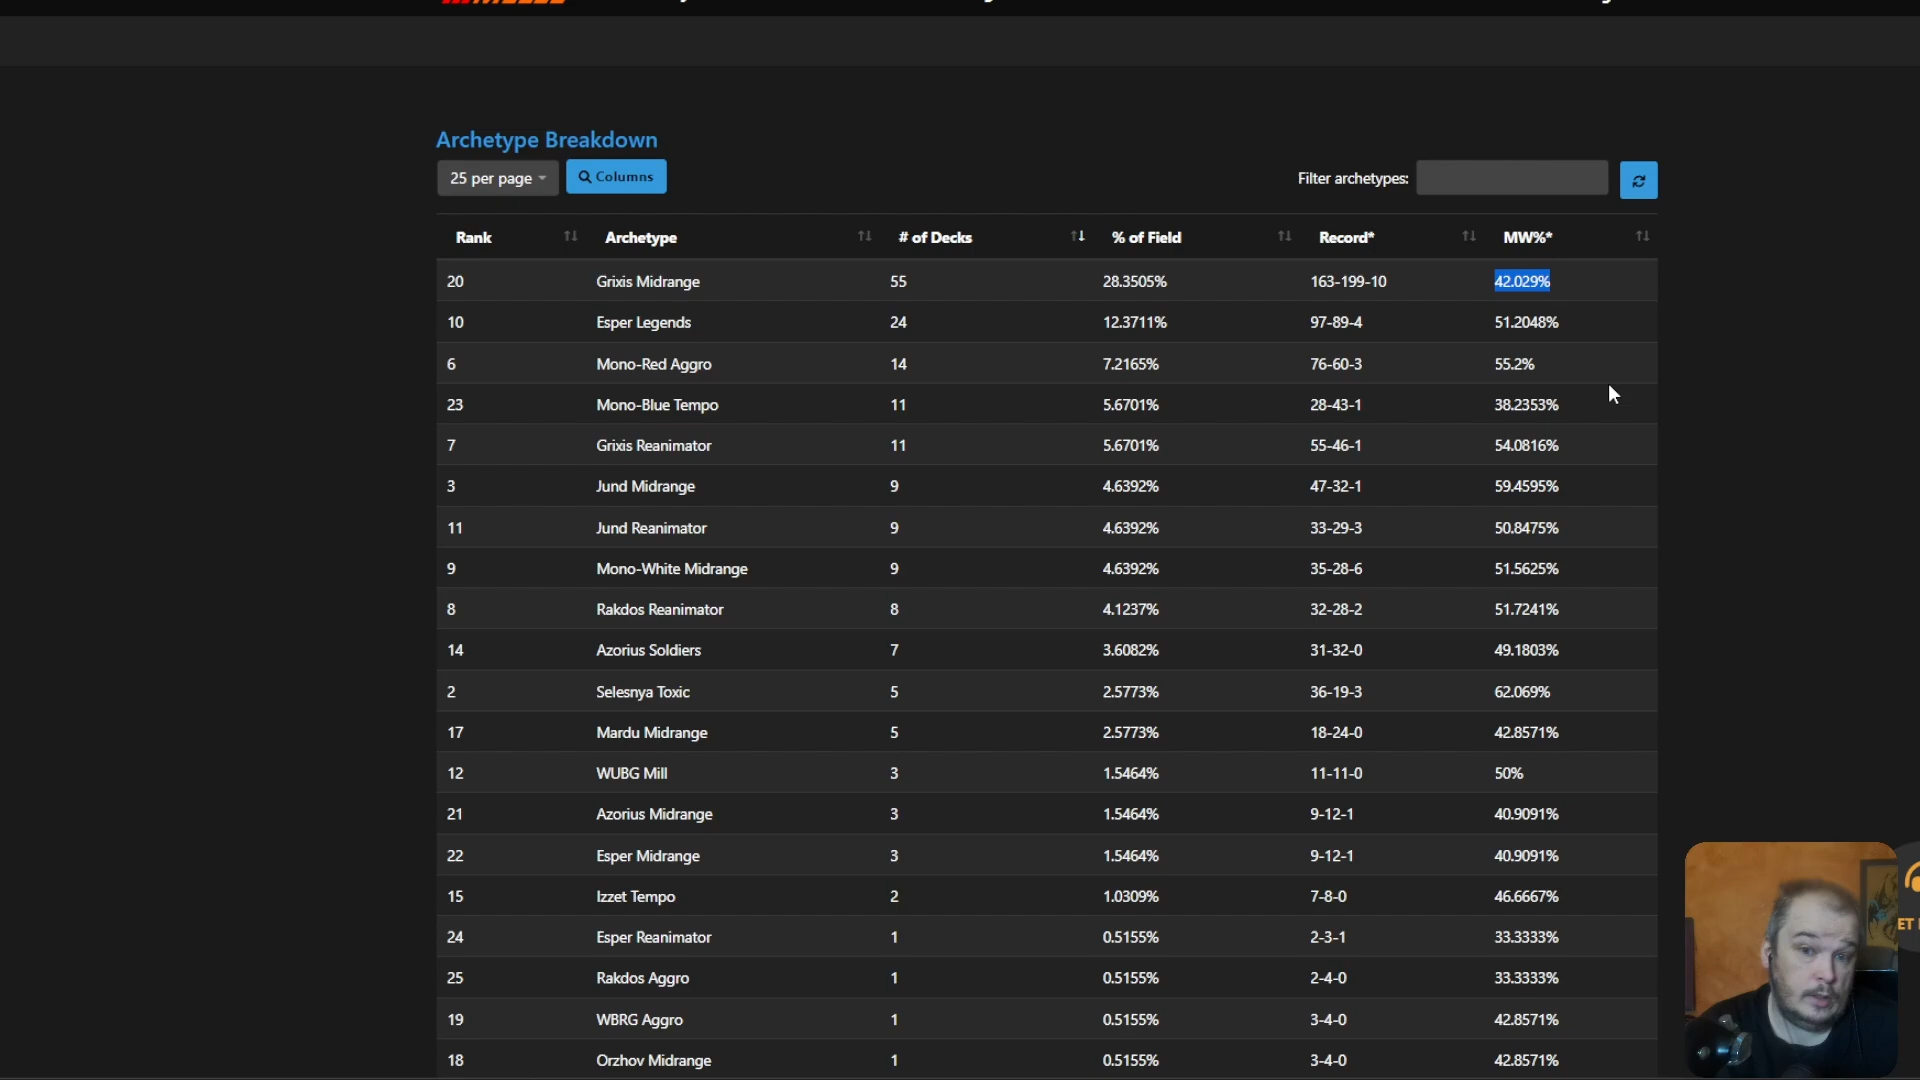 Archetype Breakdown
25 per page Columns Filter archetypes:
Rank Archetype # of Decks % of Field Record* MW%*
20 Grixis Midrange 55 28.3505% 163-199-10 42.029%
10 Esper Legends 24 12.3711% 97-89-4 51.2048%
6 Mono-Red Aggro 14 7.2165% 76-60-3 55.2%
23 Mono-Blue Tempo 11 5.6701% 28-43-1 38.2353%
7 Grixis Reanimator 11 5.6701% 55-46-1 54.0816%
3 Jund Midrange 9 4.6392% 47-32-1 59.4595%
11 Jund Reanimator 9 4.6392% 33-29-3 50.8475%
9 Mono-White Midrange 9 4.6392% 35-28-6 51.5625%
8 Rakdos Reanimator 8 4.1237% 32-28-2 51.7241%
14 Azorius Soldiers 7 3.6082% 31-32-0 49.1803%
2 Selesnya Toxic 5 2.5773% 36-19-3 62.069%
17 Mardu Midrange 5 2.5773% 18-24-0 42.8571%
12 WUBG Mill 3 1.5464% 11-11-0 50%
21 Azorius Midrange 3 1.5464% 9-12-1 40.9091%
22 Esper Midrange 3 1.5464% 9-12-1 40.9091%
15 Izzet Tempo 2 1.0309% 7-8-0 46.6667%
24 Esper Reanimator 1 0.5155% 2-3-1 33.3333%
25 Rakdos Aggro 1 0.5155% 2-4-0 33.3333%
19 WBRG Aggro 1 0.5155% 3-4-0 42.8571%
18 Orzhov Midrange 1 0.5155% 3-4-0 42.8571%
ET